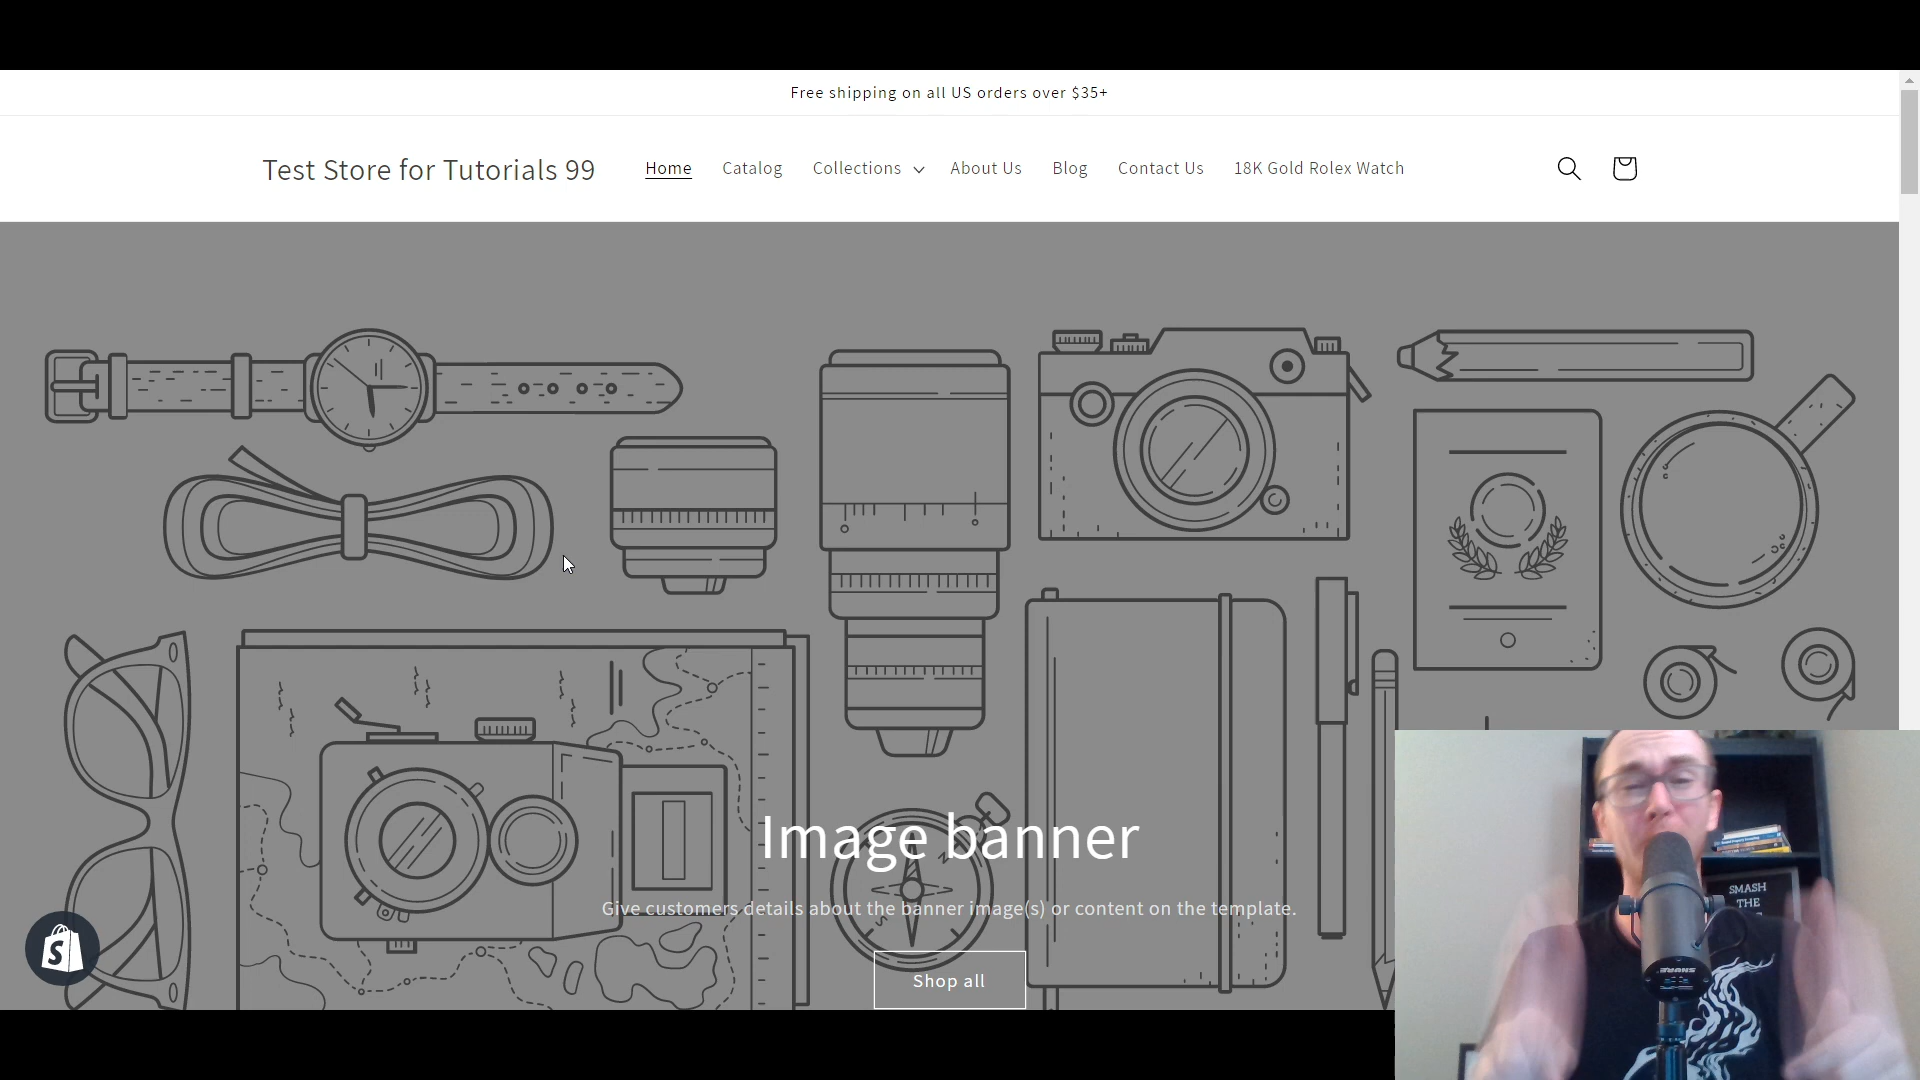 Free shipping on all US orders over $35+
Test Store for Tutorials 99
Home Catalog Collections About Us Blog Contact Us 18K Gold Rolex Watch
Image banner
Give customers details about the banner image(s) or content on the template.
Shop all
SMASH
THE
SHURE